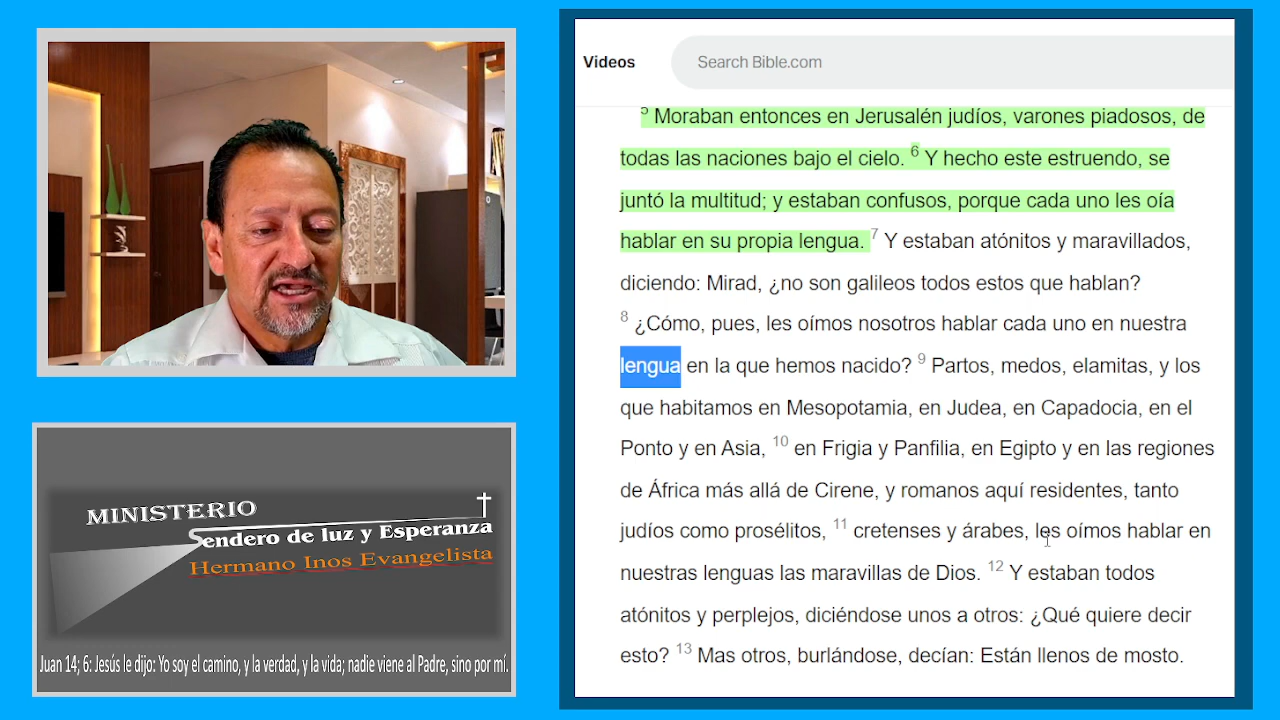 Videos
Search Bible.com
5 Moraban entonces en Jerusalén judíos, varones piadosos, de
todas las naciones bajo el cielo. 6 Y hecho este estruendo, se
juntó la multitud; y estaban confusos, porque cada uno les oía
hablar en su propia lengua. 7 Y estaban atónitos y maravillados,
diciendo: Mirad, ¿no son galileos todos estos que hablan?
8 ¿Cómo, pues, les oímos nosotros hablar cada uno en nuestra
lengua en la que hemos nacido? 9 Partos, medos, elamitas, y los
que habitamos en Mesopotamia, en Judea, en Capadocia, en el
Ponto y en Asia, 10 en Frigia y Panfilia, en Egipto y en las regiones
de África más allá de Cirene, y romanos aquí residentes, tanto
judíos como prosélitos, 11 cretenses y árabes, les oímos hablar en
nuestras lenguas las maravillas de Dios. 12 Y estaban todos
atónitos y perplejos, diciéndose unos a otros: ¿Qué quiere decir
esto? 13 Mas otros, burlándose, decían: Están llenos de mosto.
MINISTERIO
Sendero de luz y Esperanza
Hermano Inos Evangelista
Juan 14; 6: Jesús le dijo: Yo soy el camino, y la verdad, y la vida; nadie viene al Padre, sino por mí.